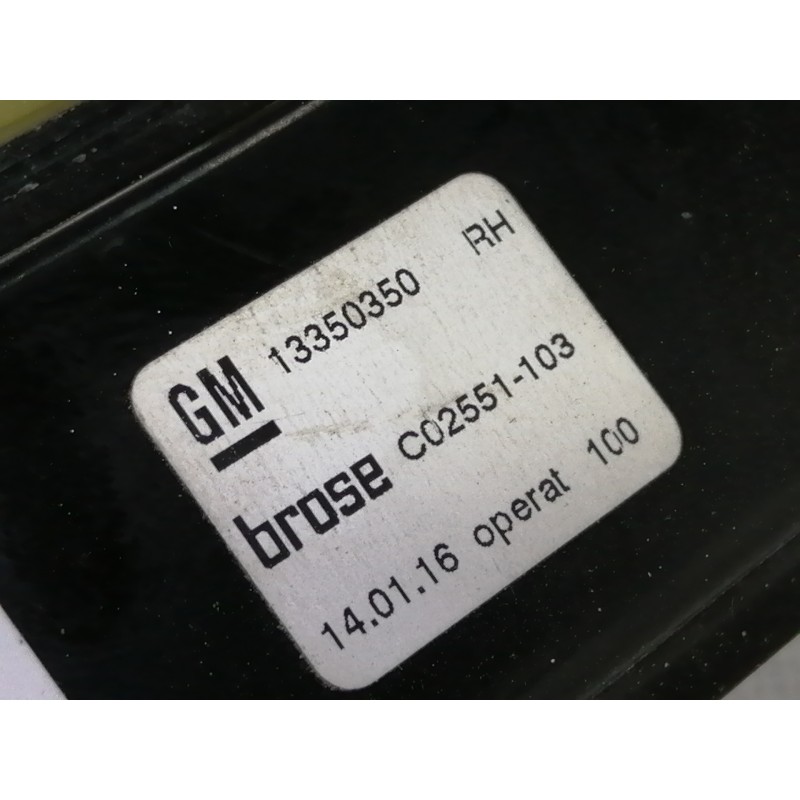 GM 13350350 RH
brose C02551-103
14.01.16 operat 100